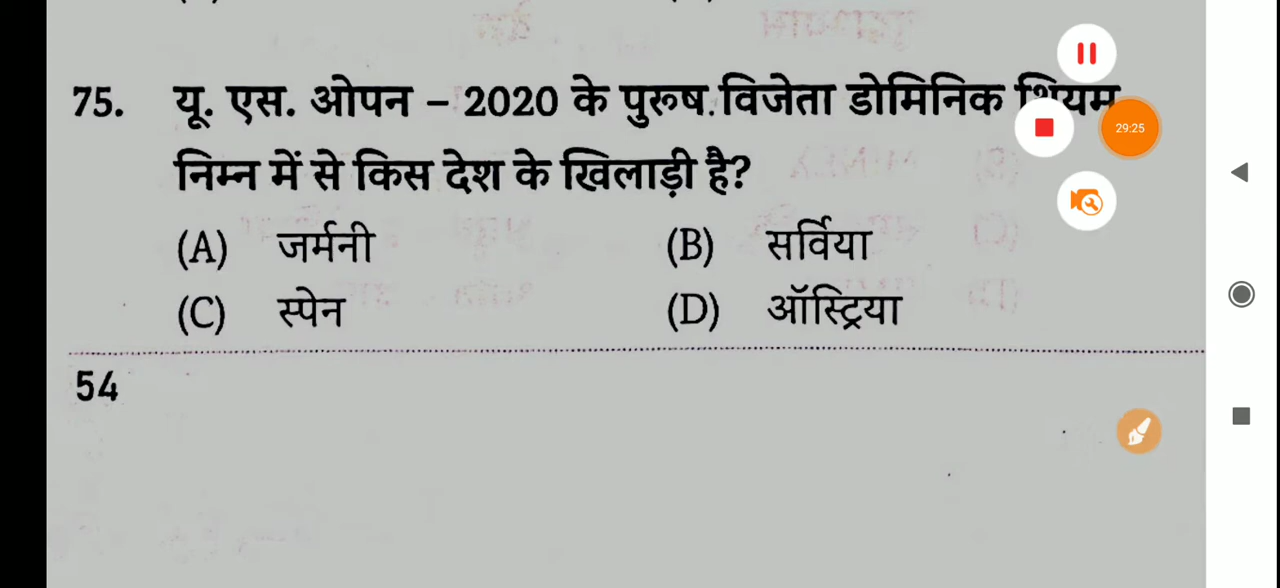 75. यू. एस. ओपन – 2020 के पुरूष विजेता डोमिनिक थियम
29:25
निम्न में से किस देश के खिलाड़ी है?
(A) जर्मनी (B) सर्विया
(C) स्पेन (D) ऑस्ट्रिया
54